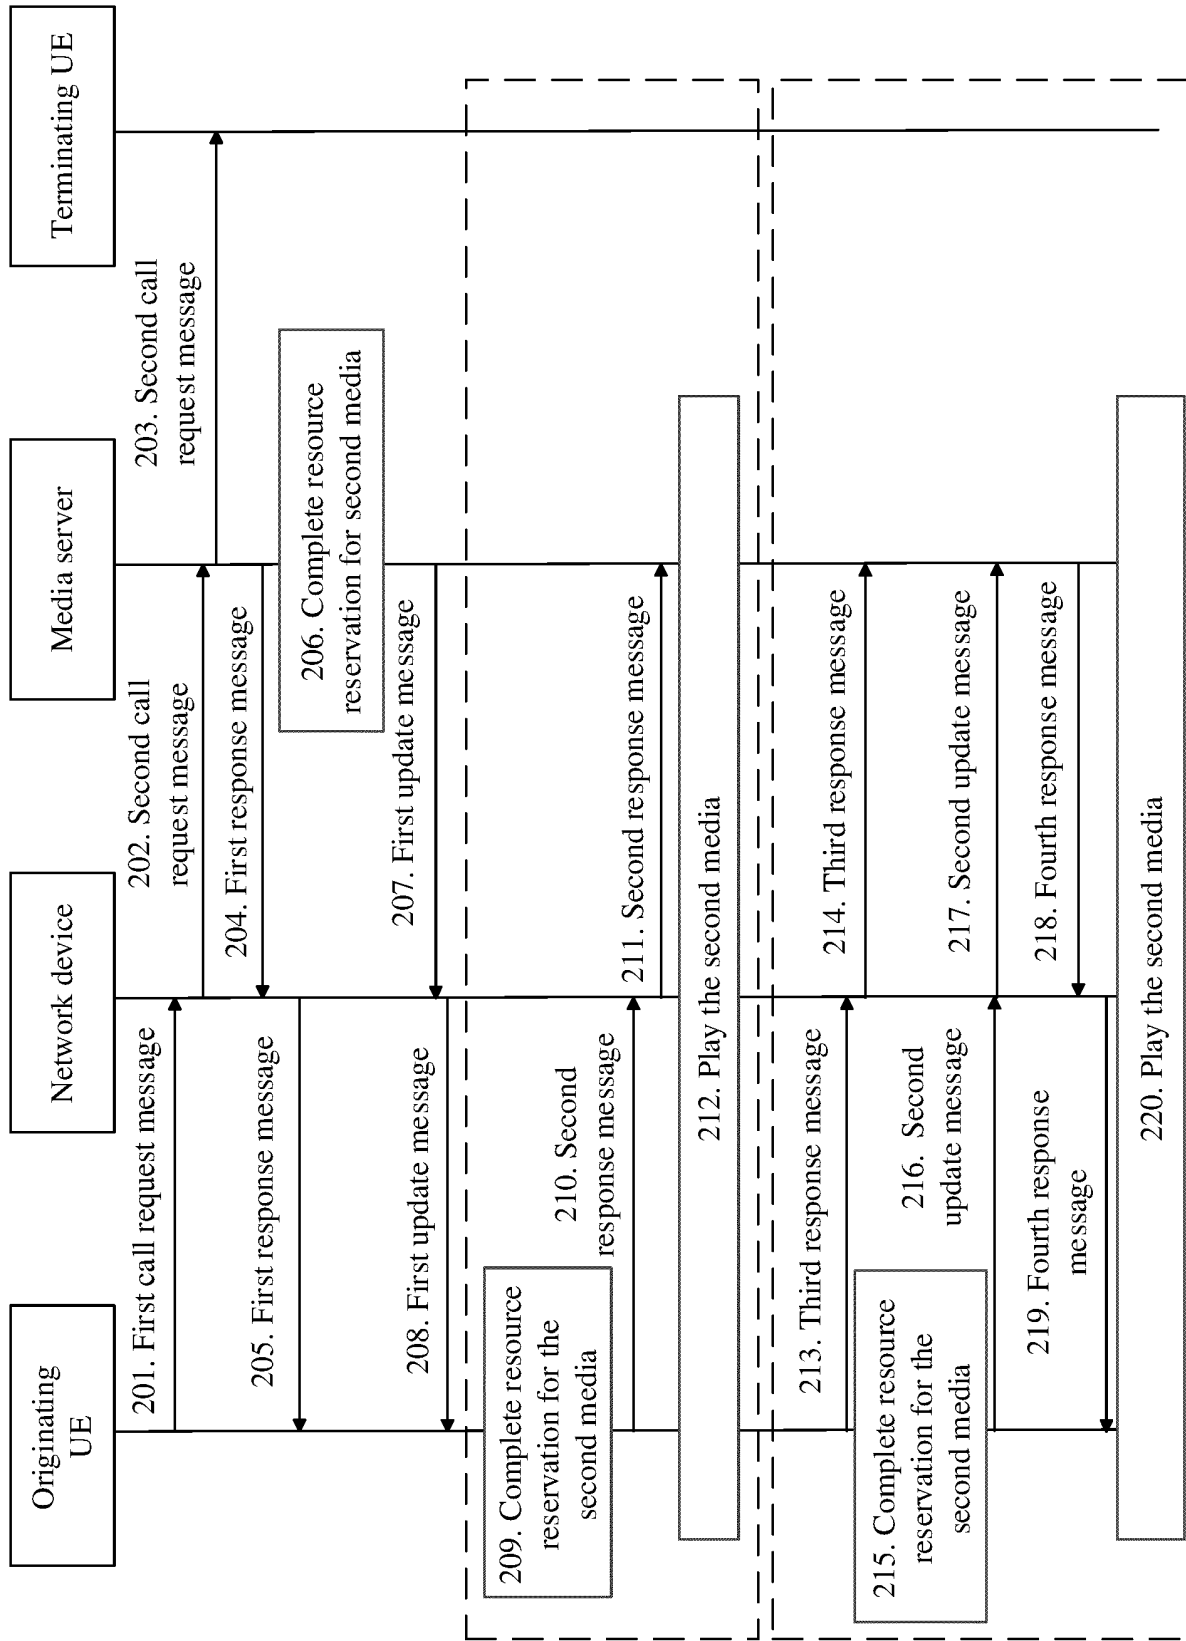 Originating
UE
Network device
Media server
Terminating UE
201. First call request message
202. Second call
request message
203. Second call
request message
204. First response message
205. First response message
206. Complete resource
reservation for second media
207. First update message
208. First update message
209. Complete resource
reservation for the
second media
210. Second
response message
211. Second response message
212. Play the second media
213. Third response message
214. Third response message
215. Complete resource
reservation for the
second media
216. Second
update message
217. Second update message
218. Fourth response message
219. Fourth response
message
220. Play the second media